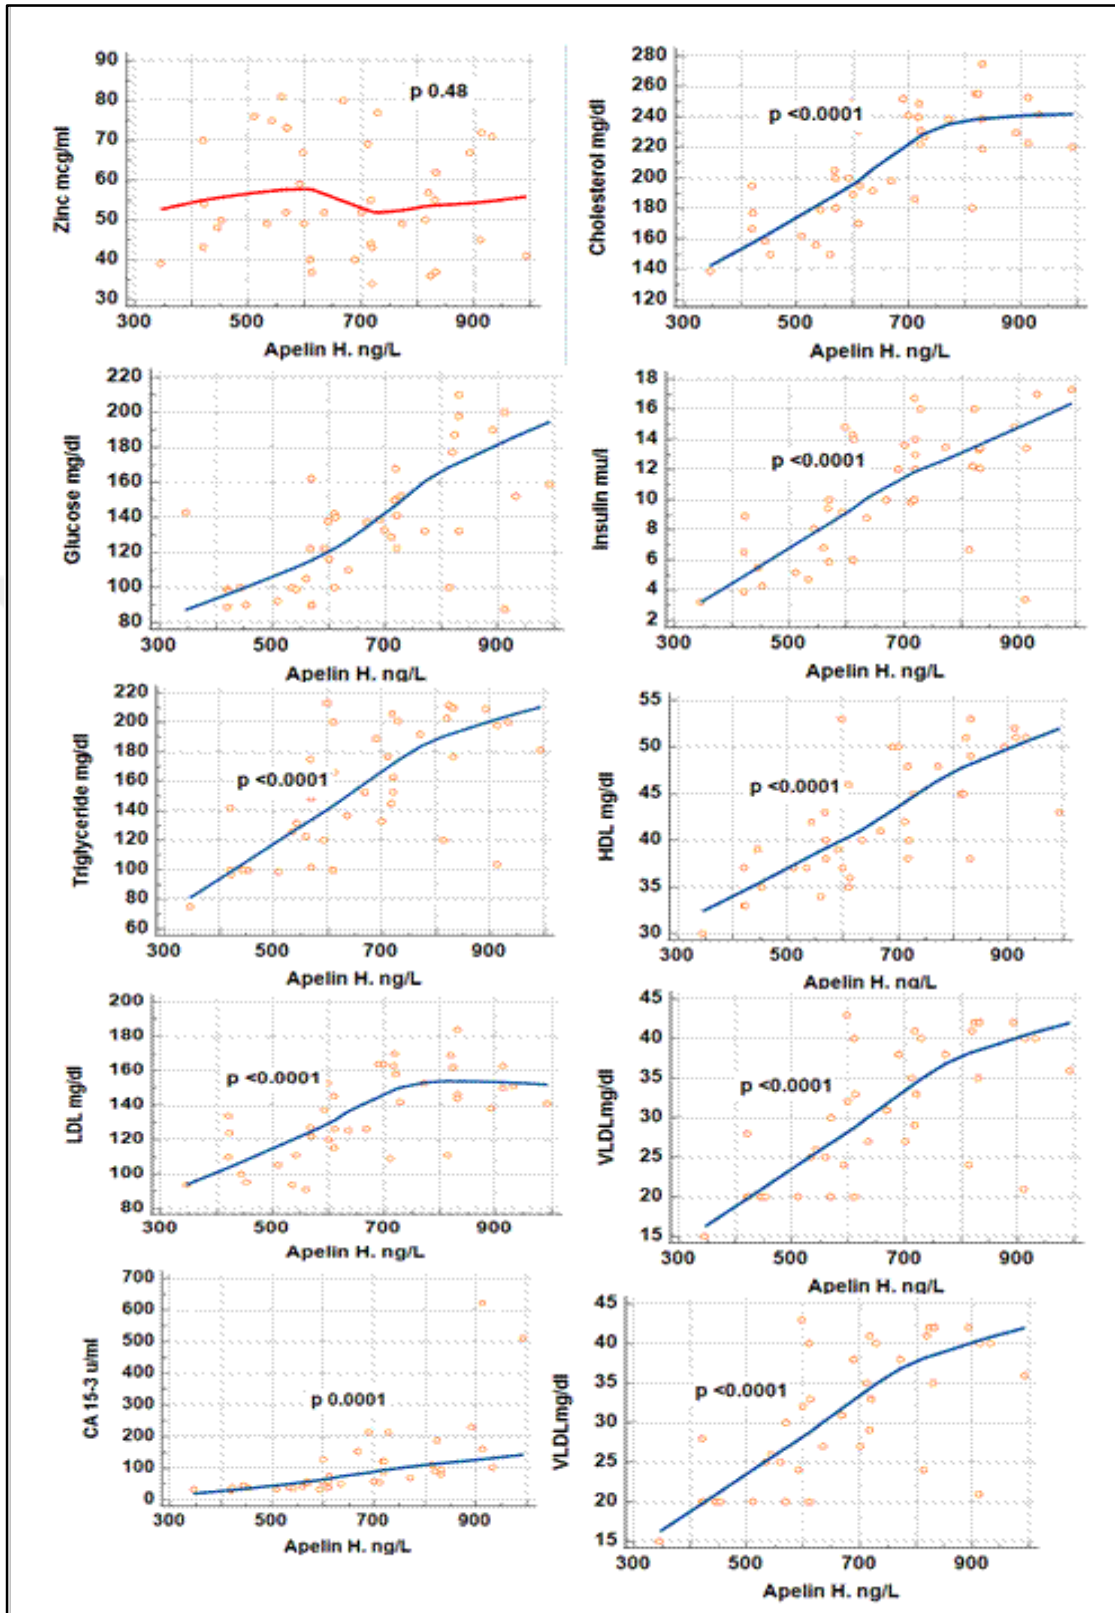 90
80
70
60
50
40
30
Zinc mcg/ml
p 0.48
300 500 700 900
Apelin H. ng/L
280
260
240
220
200
180
160
140
120
Cholesterol mg/dl
p <0.0001
300 500 700 900
Apelin H. ng/L
220
200
180
160
140
120
100
80
Glucose mg/dl
300 500 700 900
Apelin H. ng/L
18
16
14
12
10
8
6
4
2
Insulin mu/l
p <0.0001
300 500 700 900
Apelin H. ng/L
220
200
180
160
140
120
100
80
60
Triglyceride mg/dl
p <0.0001
300 500 700 900
Apelin H. ng/L
55
50
45
40
35
30
HDL mg/dl
p <0.0001
300 500 700 900
Apelin H. ng/L
200
180
160
140
120
100
80
LDL mg/dl
p <0.0001
300 500 700 900
Apelin H. ng/L
45
40
35
30
25
20
15
VLDLmg/dl
p <0.0001
300 500 700 900
Apelin H. ng/L
700
600
500
400
300
200
100
0
CA 15-3 u/ml
p 0.0001
300 500 700 900
Apelin H. ng/L
45
40
35
30
25
20
15
VLDLmg/dl
p <0.0001
300 500 700 900
Apelin H. ng/L